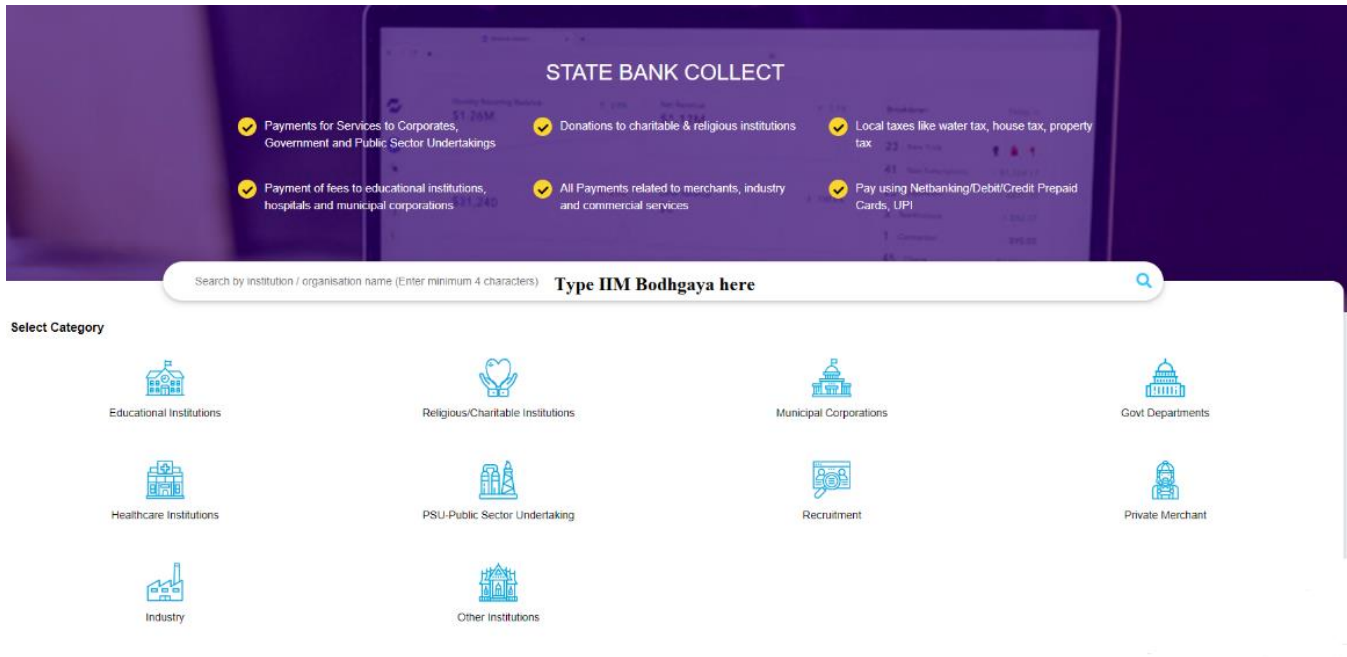 STATE BANK COLLECT
Payments for Services to Corporates,
Government and Public Sector Undertakings
Donations to charitable & religious institutions
Local taxes like water tax, house tax, property
tax
Payment of fees to educational institutions,
hospitals and municipal corporations
All Payments related to merchants, industry
and commercial services
Pay using Netbanking/Debit/Credit Prepaid
Cards, UPI
Search by institution / organisation name (Enter minimum 4 characters) Type IIM Bodhgaya here
Select Category
Educational Institutions
Religious/Charitable Institutions
Municipal Corporations
Govt Departments
Healthcare Institutions
PSU-Public Sector Undertaking
Recruitment
Private Merchant
Industry
Other Institutions